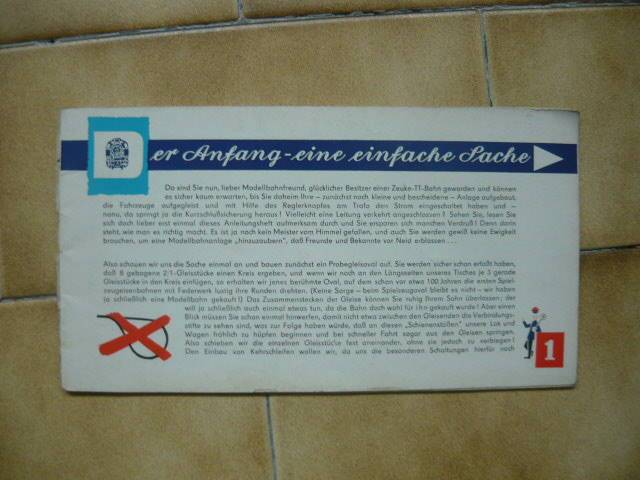 Der Anfang-eine einfache Sache
Da sind Sie nun, lieber Modellbahnfreund, glücklicher Besitzer einer Zeuke-TT-Bahn geworden und können
es sicher kaum erwarten, bis Sie daheim Ihre – zunächst noch kleine und bescheidene – Anlage aufgebaut,
die Fahrzeuge aufgegleist und mit Hilfe des Reglerknopfes am Trafo den Strom eingeschaltet haben und –
nanu, da springt ja die Kurzschlußsicherung heraus! Vielleicht eine Leitung verkehrt angeschlossen? Sehen Sie, lesen Sie
sich doch lieber erst einmal dieses Anleitungsheft aufmerksam durch und Sie ersparen sich manchen Verdruß! Denn darin
steht, wie man es richtig macht. Es ist ja noch kein Meister vom Himmel gefallen, und auch Sie werden gewiß keine Ewigkeit
brauchen, um eine Modellbahnanlage „hinzuzaubern", daß Freunde und Bekannte vor Neid erblassen . . .
Also schauen wir uns die Sache einmal an und bauen zunächst ein Probegleisoval auf. Sie werden sicher schon erfaßt haben,
daß 8 gebogene 2/1-Gleisstücke einen Kreis ergeben, und wenn wir noch an den Längsseiten unseres Tisches je 3 gerade
Gleisstücke in den Kreis einfügen, so erhalten wir jenes berühmte Oval, auf dem schon vor etwa 100 Jahren die ersten Spiel-
zeugeisenbahnen mit Federwerk lustig ihre Runden drehten. (Keine Sorge – beim Spielzeugoval bleibt es nicht – wir haben
ja schließlich eine Modellbahn gekauft!) Das Zusammenstecken der Gleise können Sie ruhig Ihrem Sohn überlassen; der
will ja schließlich auch einmal etwas tun, da die Bahn doch wohl für ihn gekauft wurde! Aber einen
Blick müssen Sie schon einmal hinwerfen, damit nicht etwa zwischen den Gleisenden die Verbindungs-
stifte zu sehen sind, was zur Folge haben würde, daß an diesen „Schienenstößen" unsere Lok und
Wagen fröhlich zu hüpfen beginnen und bei schneller Fahrt sogar aus den Gleisen springen.
Also schieben wir die einzelnen Gleisstücke fest aneinander, ohne sie jedoch zu verbiegen!
Den Einbau von Kehrschleifen wollen wir, da uns die besonderen Schaltungen hierfür noch
1